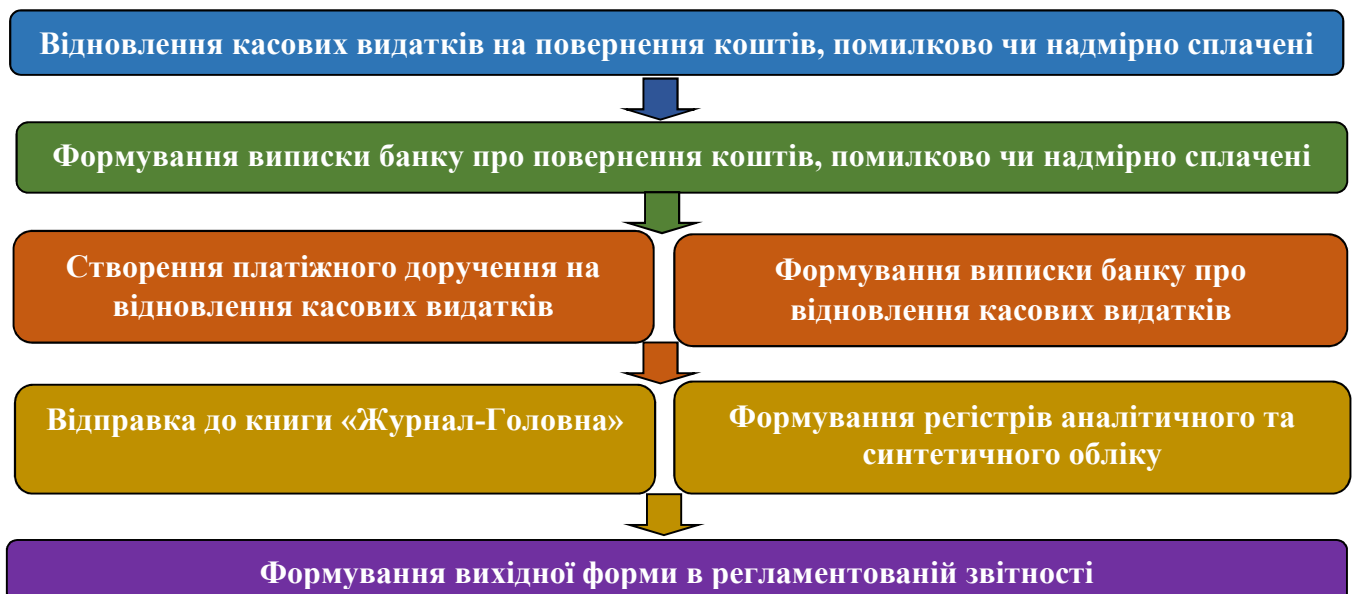 Відновлення касових видатків на повернення коштів, помилково чи надмірно сплачені
Формування виписки банку про повернення коштів, помилково чи надмірно сплачені
Створення платіжного доручення на
відновлення касових видатків
Формування виписки банку про
відновлення касових видатків
Відправка до книги «Журнал-Головна»
Формування регістрів аналітичного та
синтетичного обліку
Формування вихідної форми в регламентованій звітності